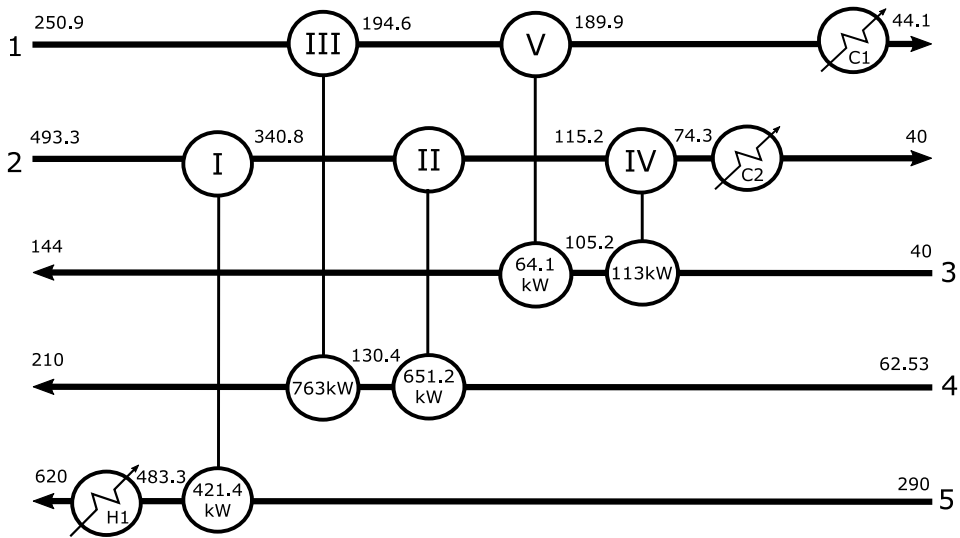 250.9
194.6
189.9
44.1
1
III
V
C1
493.3
340.8
115.2
74.3
40
2
I
II
IV
C2
144
105.2
40
64.1
kW
113kW
3
210
130.4
62.53
763kW
651.2
kW
4
620
483.3
290
H1
421.4
kW
5